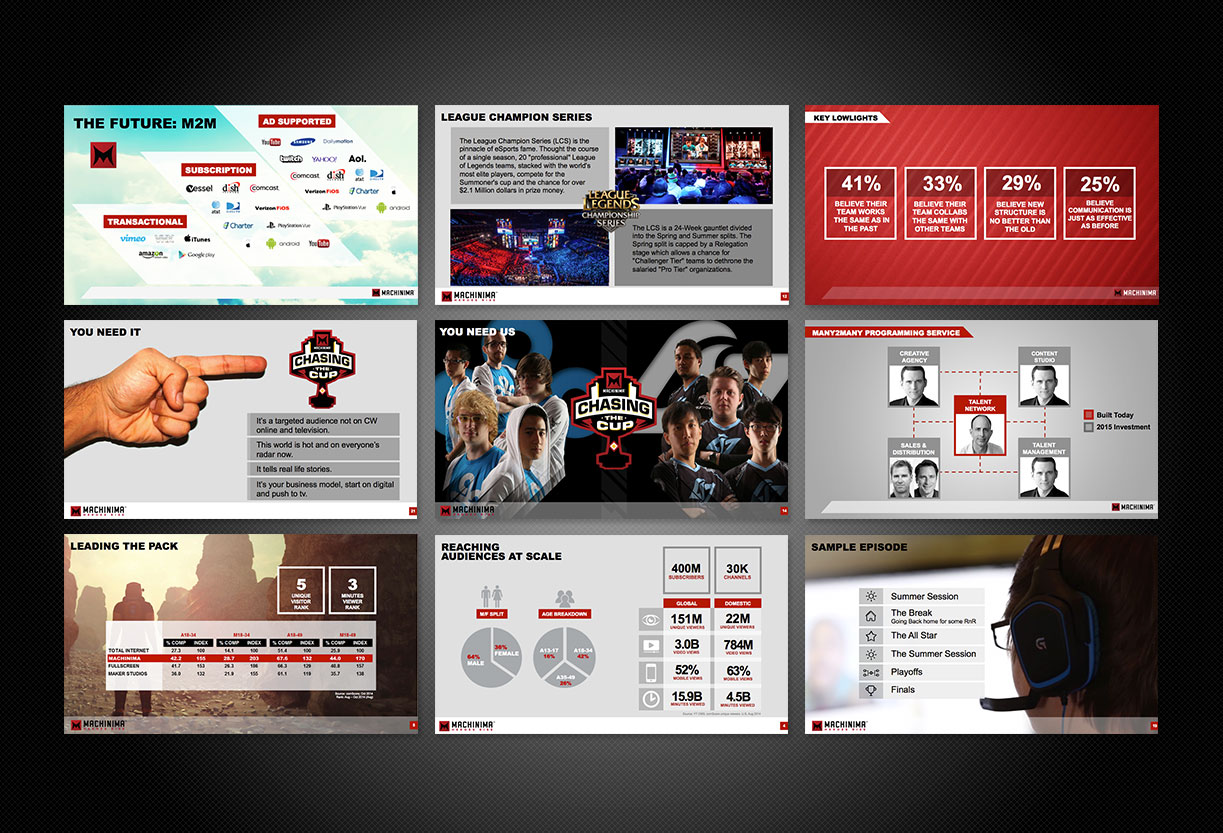 THE FUTURE: M2M
AD SUPPORTED
YouTube SAMSUNG Dailymotion
twitch YAHOO! Aol.
comcast dish at&t DIRECTV
Verizon FiOS Charter
PlayStation Vue android
SUBSCRIPTION
Vessel dish comcast
at&t DIRECTV Verizon FiOS
Charter PlayStation Vue
android YouTube
TRANSACTIONAL
vimeo iTunes
amazon Google play
MACHINIMA
LEAGUE CHAMPION SERIES
The League Champion Series (LCS) is the
pinnacle of eSports fame. Thought the course
of a single season, 20 "professional" League
of Legends teams, stacked with the world's
most elite players, compete for the
Summoner's cup and the chance for over
$2.1 Million dollars in prize money.
LEAGUE
OF
LEGENDS
CHAMPIONSHIP
SERIES
The LCS is a 24-Week gauntlet divided
into the Spring and Summer splits. The
Spring split is capped by a Relegation
stage which allows a chance for
"Challenger Tier" teams to dethrone the
salaried "Pro Tier" organizations.
MACHINIMA
HEROES RISE
12
KEY LOWLIGHTS
41%
BELIEVE THEIR
TEAM WORKS
THE SAME AS IN
THE PAST
33%
BELIEVE THEIR
TEAM COLLABS
THE SAME WITH
OTHER TEAMS
29%
BELIEVE NEW
STRUCTURE IS
NO BETTER THAN
THE OLD
25%
BELIEVE
COMMUNICATION IS
JUST AS EFFECTIVE
AS BEFORE
MACHINIMA
YOU NEED IT
MACHINIMA
CHASING
THE
CUP
It's a targeted audience not on CW
online and television.
This world is hot and on everyone's
radar now.
It tells real life stories.
It's your business model, start on digital
and push to tv.
MACHINIMA
HEROES RISE
21
YOU NEED US
MACHINIMA
CHASING
THE
CUP
MACHINIMA
HEROES RISE
14
MANY2MANY PROGRAMMING SERVICE
CREATIVE
AGENCY
CONTENT
STUDIO
TALENT
NETWORK
SALES &
DISTRIBUTION
TALENT
MANAGEMENT
Built Today
2015 Investment
MACHINIMA
LEADING THE PACK
5
UNIQUE
VISITOR
RANK
3
MINUTES
VIEWER
RANK
A18-34 M18-34 A18-49 M18-49
% COMP INDEX % COMP INDEX % COMP INDEX % COMP INDEX
TOTAL INTERNET 27.3 100 14.1 100 51.4 100 25.9 100
MACHINIMA 42.2 155 28.7 203 67.6 132 44.0 170
FULLSCREEN 41.7 153 26.3 186 66.3 129 40.8 157
MAKER STUDIOS 36.0 132 21.9 155 61.1 119 35.7 138
MACHINIMA
HEROES RISE
REACHING
AUDIENCES AT SCALE
400M
SUBSCRIBERS
30K
CHANNELS
M/F SPLIT
64%
MALE
36%
FEMALE
AGE BREAKDOWN
A13-17
16%
A18-34
42%
A35-49
26%
GLOBAL DOMESTIC
151M
UNIQUE VIEWERS
22M
UNIQUE VIEWERS
3.0B
VIDEO VIEWS
784M
VIDEO VIEWS
52%
MOBILE VIEWS
63%
MOBILE VIEWS
15.9B
MINUTES VIEWED
4.5B
MINUTES VIEWED
MACHINIMA
HEROES RISE
4
SAMPLE EPISODE
Summer Session
The Break
Going Back home for some RnR
The All Star
The Summer Session
Playoffs
Finals
G
MACHINIMA
HEROES RISE